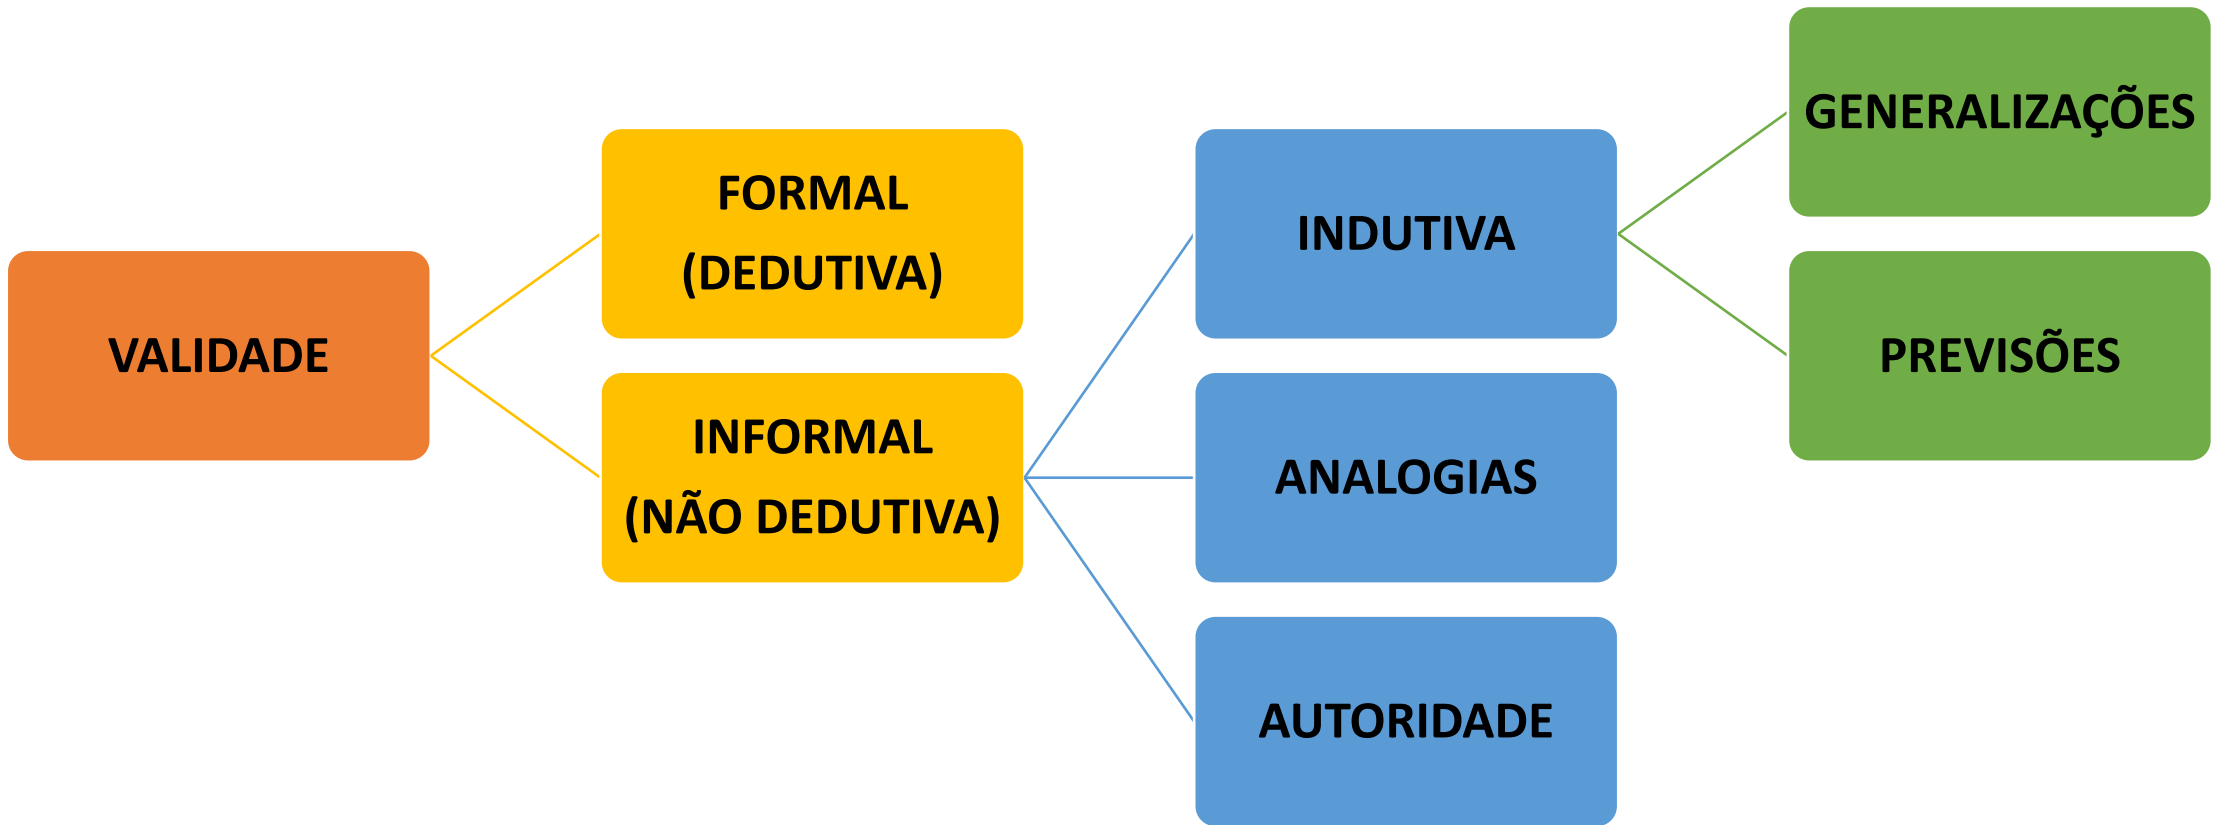 VALIDADE
FORMAL
(DEDUTIVA)
INFORMAL
(NÃO DEDUTIVA)
INDUTIVA
ANALOGIAS
AUTORIDADE
GENERALIZAÇÕES
PREVISÕES